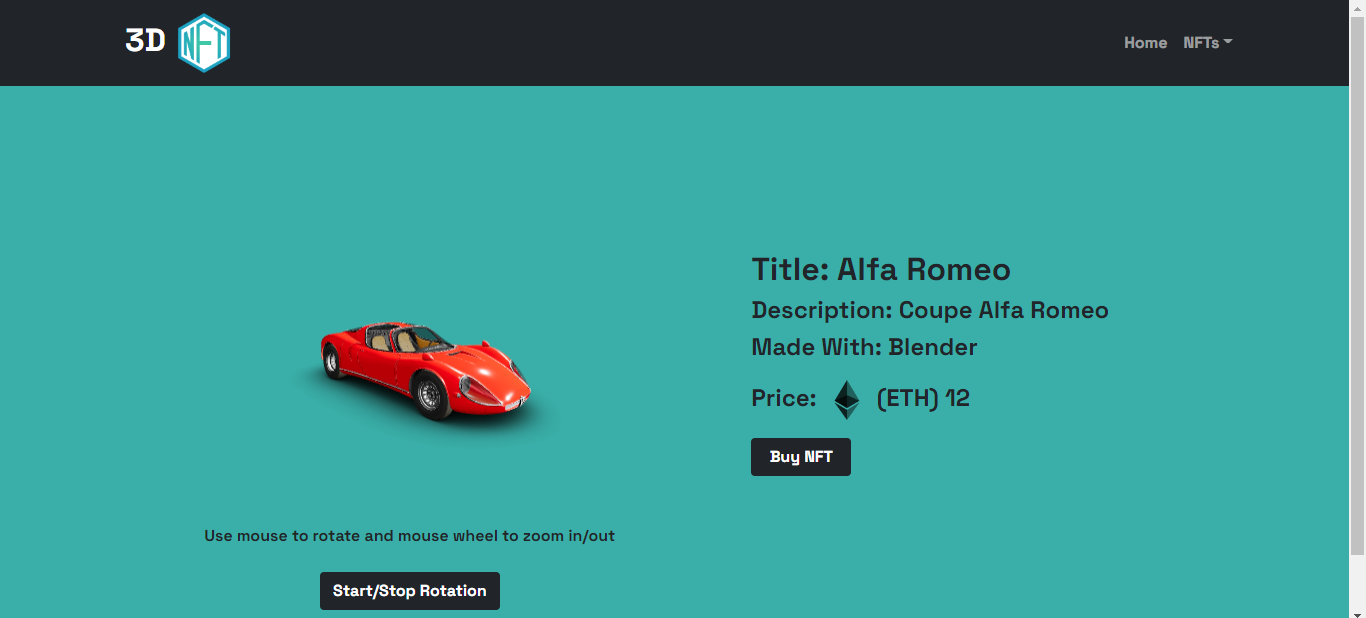 3D NFT
Home NFTs
Title: Alfa Romeo
Description: Coupe Alfa Romeo
Made With: Blender
Price: (ETH) 12
Buy NFT
Use mouse to rotate and mouse wheel to zoom in/out
Start/Stop Rotation